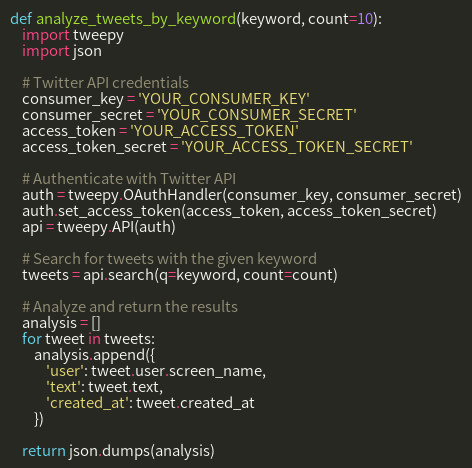 def analyze_tweets_by_keyword(keyword, count=10):
    import tweepy
    import json

    # Twitter API credentials
    consumer_key = 'YOUR_CONSUMER_KEY'
    consumer_secret = 'YOUR_CONSUMER_SECRET'
    access_token = 'YOUR_ACCESS_TOKEN'
    access_token_secret = 'YOUR_ACCESS_TOKEN_SECRET'

    # Authenticate with Twitter API
    auth = tweepy.OAuthHandler(consumer_key, consumer_secret)
    auth.set_access_token(access_token, access_token_secret)
    api = tweepy.API(auth)

    # Search for tweets with the given keyword
    tweets = api.search(q=keyword, count=count)

    # Analyze and return the results
    analysis = []
    for tweet in tweets:
        analysis.append({
            'user': tweet.user.screen_name,
            'text': tweet.text,
            'created_at': tweet.created_at
        })

    return json.dumps(analysis)